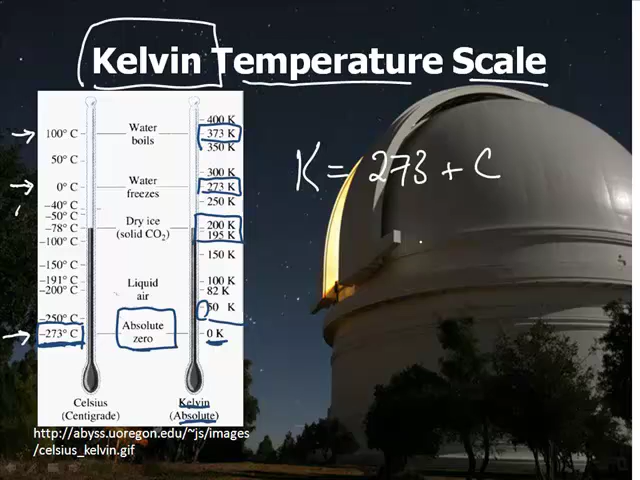 Kelvin Temperature Scale
400 K
100° C Water boils 373 K
350 K
50° C
300 K
0° C Water freezes 273 K
-40° C 250 K
-50° C
-78° C Dry ice (solid CO₂) 200 K
-100° C 195 K
-150° C 150 K
-191° C Liquid air 100 K
-200° C 82 K
50 K
-250° C
-273° C Absolute zero 0 K
Celsius (Centigrade)
Kelvin (Absolute)
K = 273 + C
http://abyss.uoregon.edu/~js/images
/celsius_kelvin.gif